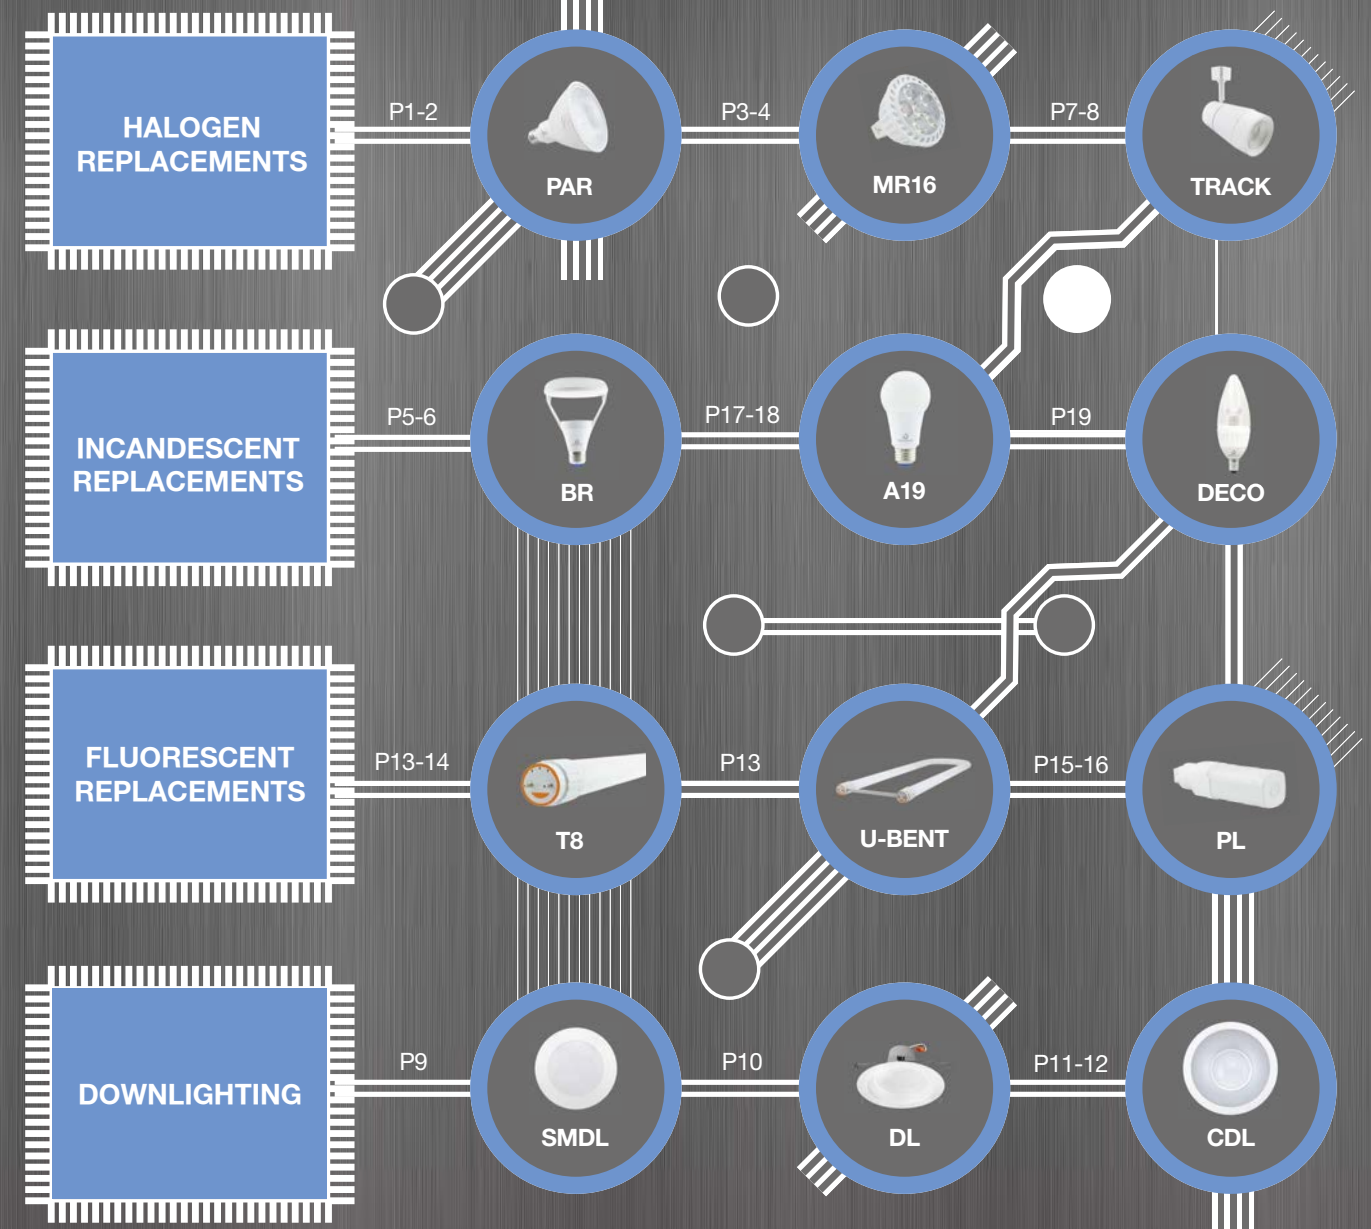 HALOGEN
REPLACEMENTS
P1-2
PAR
P3-4
MR16
P7-8
TRACK
INCANDESCENT
REPLACEMENTS
P5-6
BR
P17-18
A19
P19
DECO
FLUORESCENT
REPLACEMENTS
P13-14
T8
P13
U-BENT
P15-16
PL
DOWNLIGHTING
P9
SMDL
P10
DL
P11-12
CDL